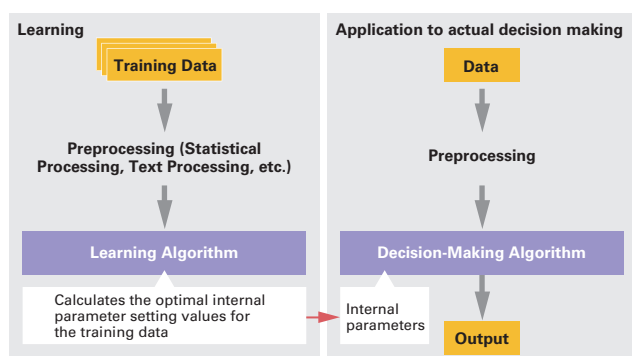 Learning
Training Data
Preprocessing (Statistical
Processing, Text Processing, etc.)
Learning Algorithm
Calculates the optimal internal
parameter setting values for
the training data
Application to actual decision making
Data
Preprocessing
Decision-Making Algorithm
Internal
parameters
Output